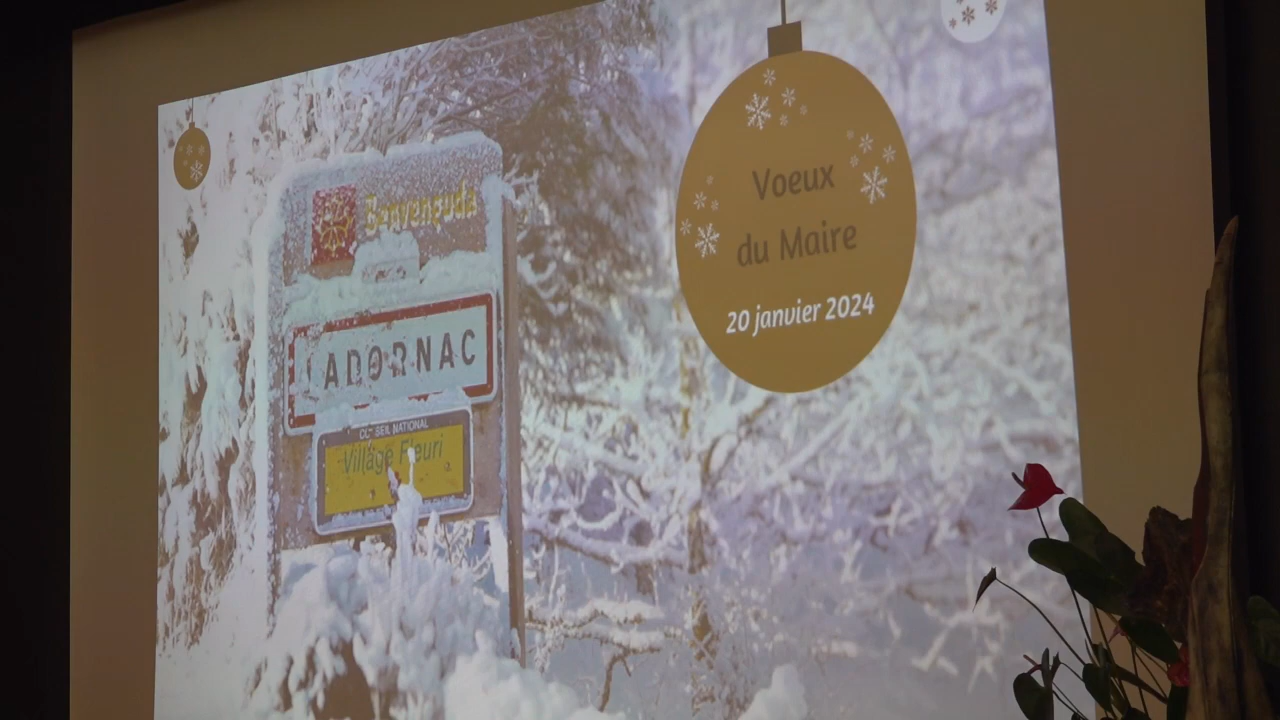 Benvenguda
LADORNAC
CONSEIL NATIONAL
Village Fleuri
Voeux
du Maire
20 janvier 2024